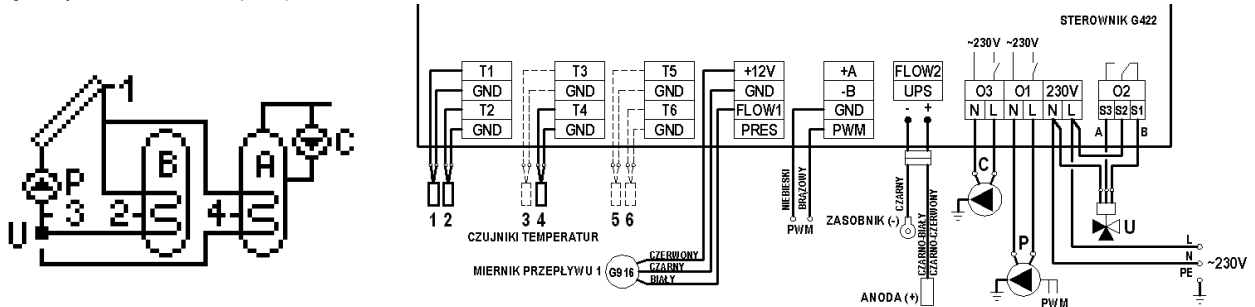 STEROWNIK G422
~230V ~230V
T1 T3 T5 +12V +A FLOW2
GND GND GND GND -B UPS
T2 T4 T6 FLOW1 GND - +
GND GND GND PRES PWM
O3 O1 230V O2
N L N L N L S3 S2 S1
A B
1
B A C
P
3 2 4
U
1 2 3 4 5 6
CZUJNIKI TEMPERATUR
MIERNIK PRZEPŁYWU 1
G916
CZERWONY
CZARNY
BIAŁY
NIEBIESKI
BRĄZOWY
PWM
CZARNY
ZASOBNIK (-)
CZARNO-BIAŁY
CZARNO-CZERWONY
ANODA (+)
C
P
PWM
U
L
N
PE
~230V